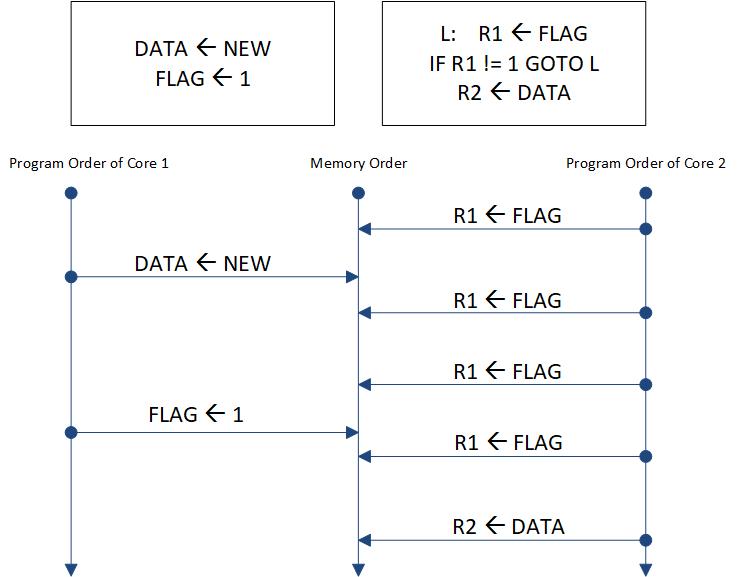 DATA ← NEW
FLAG ← 1
L: R1 ← FLAG
IF R1 != 1 GOTO L
R2 ← DATA
Program Order of Core 1
Memory Order
Program Order of Core 2
R1 ← FLAG
DATA ← NEW
R1 ← FLAG
R1 ← FLAG
FLAG ← 1
R1 ← FLAG
R2 ← DATA